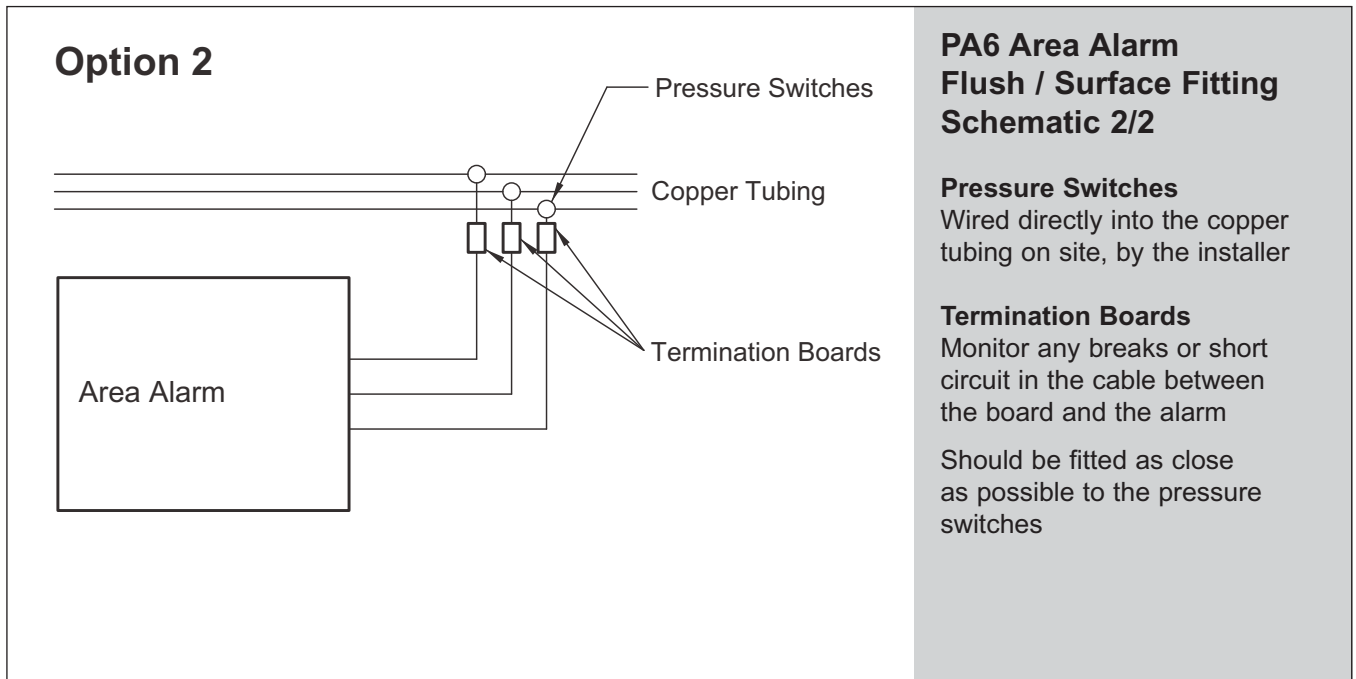 Option 2
Pressure Switches
Copper Tubing
Termination Boards
Area Alarm
PA6 Area Alarm
Flush / Surface Fitting
Schematic 2/2
Pressure Switches
Wired directly into the copper
tubing on site, by the installer
Termination Boards
Monitor any breaks or short
circuit in the cable between
the board and the alarm
Should be fitted as close
as possible to the pressure
switches